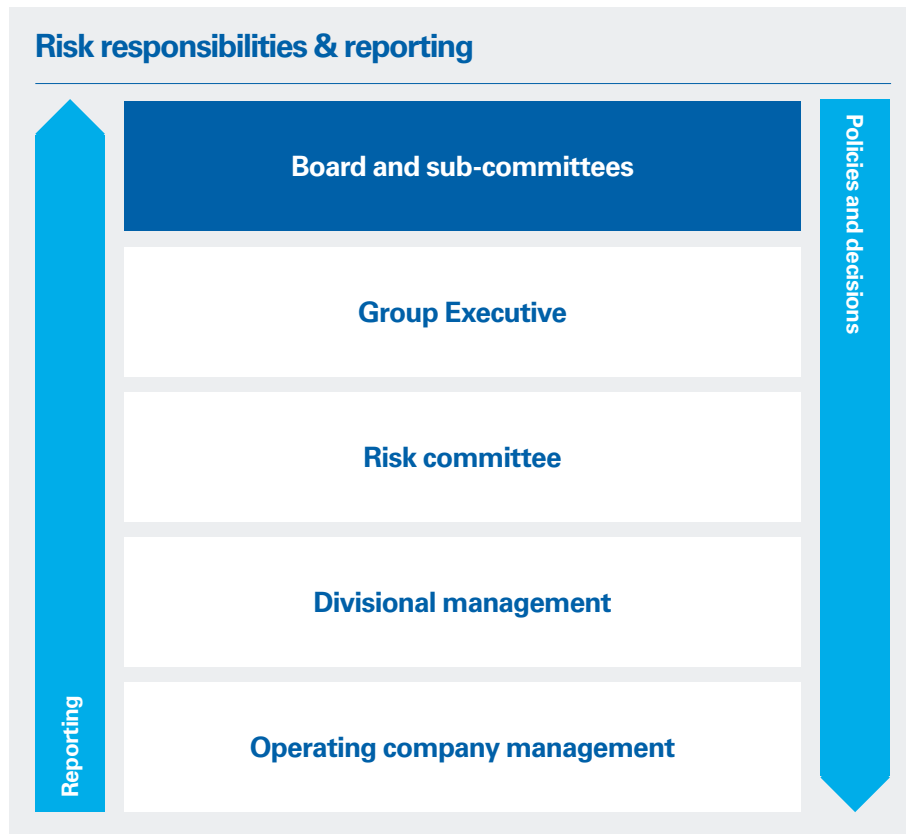 Risk responsibilities & reporting
Board and sub-committees
Group Executive
Risk committee
Divisional management
Operating company management
Reporting
Policies and decisions